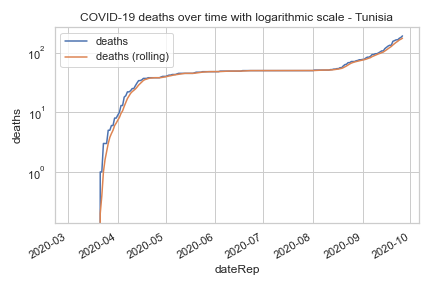 COVID-19 deaths over time with logarithmic scale - Tunisia
deaths
deaths (rolling)
10²
10¹
10⁰
deaths
2020-03
2020-04
2020-05
2020-06
2020-07
2020-08
2020-09
2020-10
dateRep